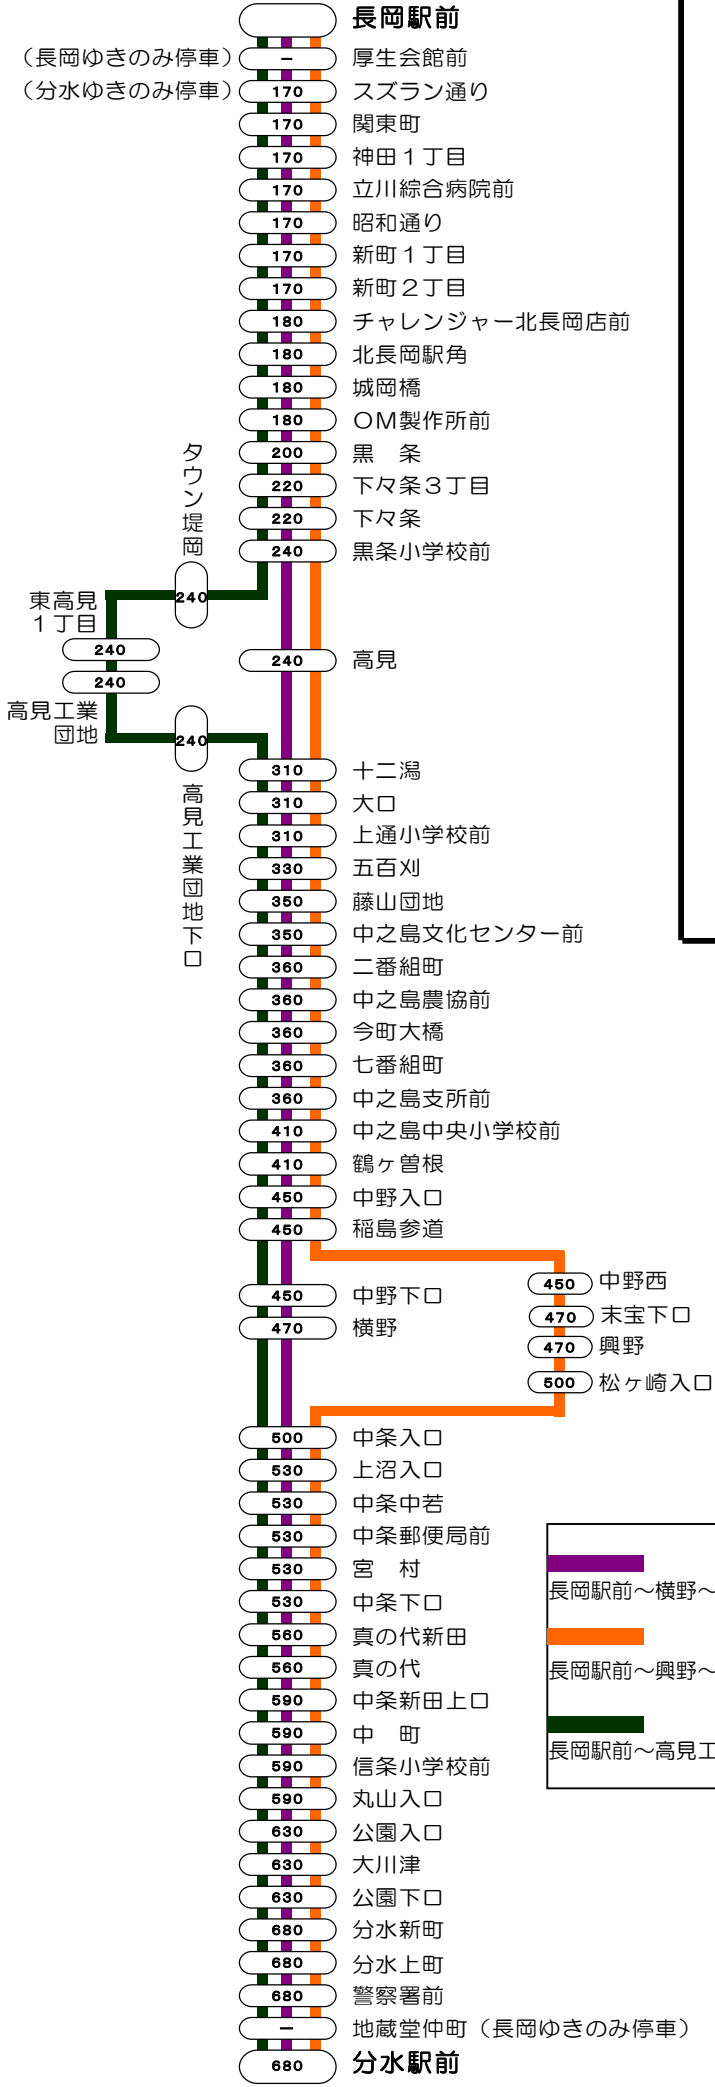 長岡駅前
（長岡ゆきのみ停車） － 厚生会館前
（分水ゆきのみ停車） 170 スズラン通り
170 関東町
170 神田１丁目
170 立川綜合病院前
170 昭和通り
170 新町１丁目
170 新町２丁目
180 チャレンジャー北長岡店前
180 北長岡駅角
180 城岡橋
180 ＯＭ製作所前
200 黒　条
220 下々条３丁目
220 下々条
240 黒条小学校前
タウン堤岡
240
東高見
１丁目
240
240
高見工業
団地
240
高見工業団地下口
240 高見
310 十二潟
310 大口
310 上通小学校前
330 五百刈
350 藤山団地
350 中之島文化センター前
360 二番組町
360 中之島農協前
360 今町大橋
360 七番組町
360 中之島支所前
410 中之島中央小学校前
410 鶴ヶ曽根
450 中野入口
450 稲島参道
450 中野下口
470 横野
450 中野西
470 末宝下口
470 興野
500 松ヶ崎入口
500 中条入口
530 上沼入口
530 中条中若
530 中条郵便局前
530 宮　村
530 中条下口
560 真の代新田
560 真の代
590 中条新田上口
590 中　町
590 信条小学校前
590 丸山入口
630 公園入口
630 大川津
630 公園下口
680 分水新町
680 分水上町
680 警察署前
－ 地蔵堂仲町（長岡ゆきのみ停車）
680 分水駅前
長岡駅前～横野～
長岡駅前～興野～
長岡駅前～高見工